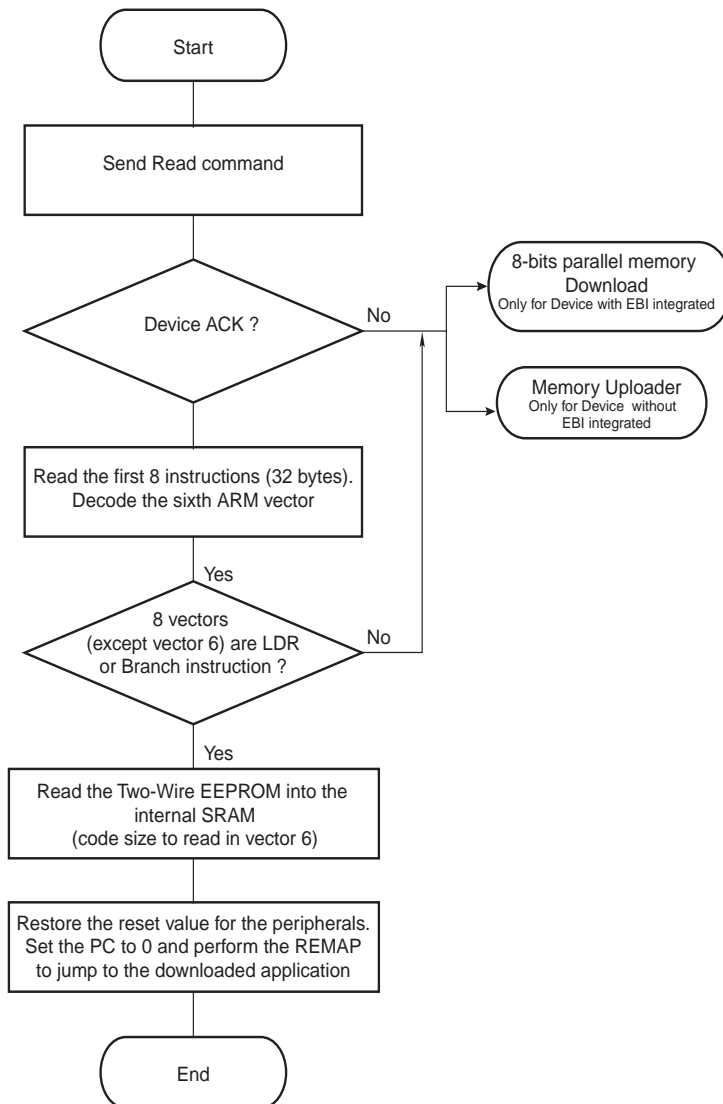 Start
Send Read command
Device ACK ?
No
8-bits parallel memory
Download
Only for Device with EBI integrated
Memory Uploader
Only for Device without
EBI integrated
Read the first 8 instructions (32 bytes).
Decode the sixth ARM vector
Yes
8 vectors
(except vector 6) are LDR
or Branch instruction ?
No
Yes
Read the Two-Wire EEPROM into the
internal SRAM
(code size to read in vector 6)
Restore the reset value for the peripherals.
Set the PC to 0 and perform the REMAP
to jump to the downloaded application
End